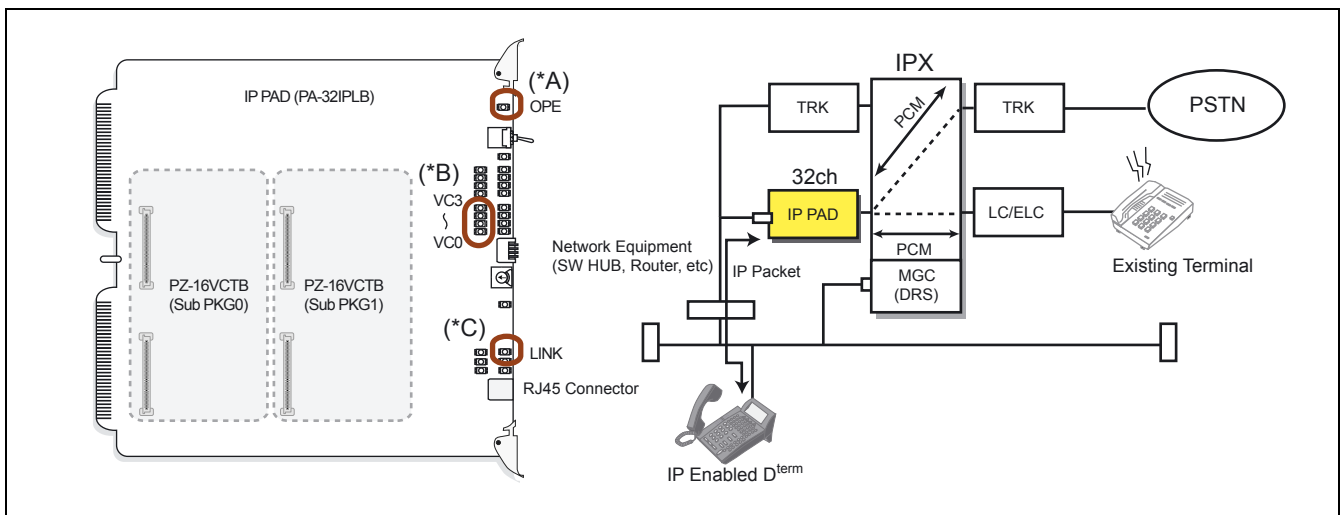 IP PAD (PA-32IPLB)
(*A)
OPE
(*B)
VC3
~
VC0
PZ-16VCTB
(Sub PKG0)
PZ-16VCTB
(Sub PKG1)
(*C)
LINK
RJ45 Connector
IPX
TRK
PCM
TRK
PSTN
32ch
IP PAD
LC/ELC
PCM
Network Equipment
(SW HUB, Router, etc)
IP Packet
MGC
(DRS)
Existing Terminal
IP Enabled Dterm